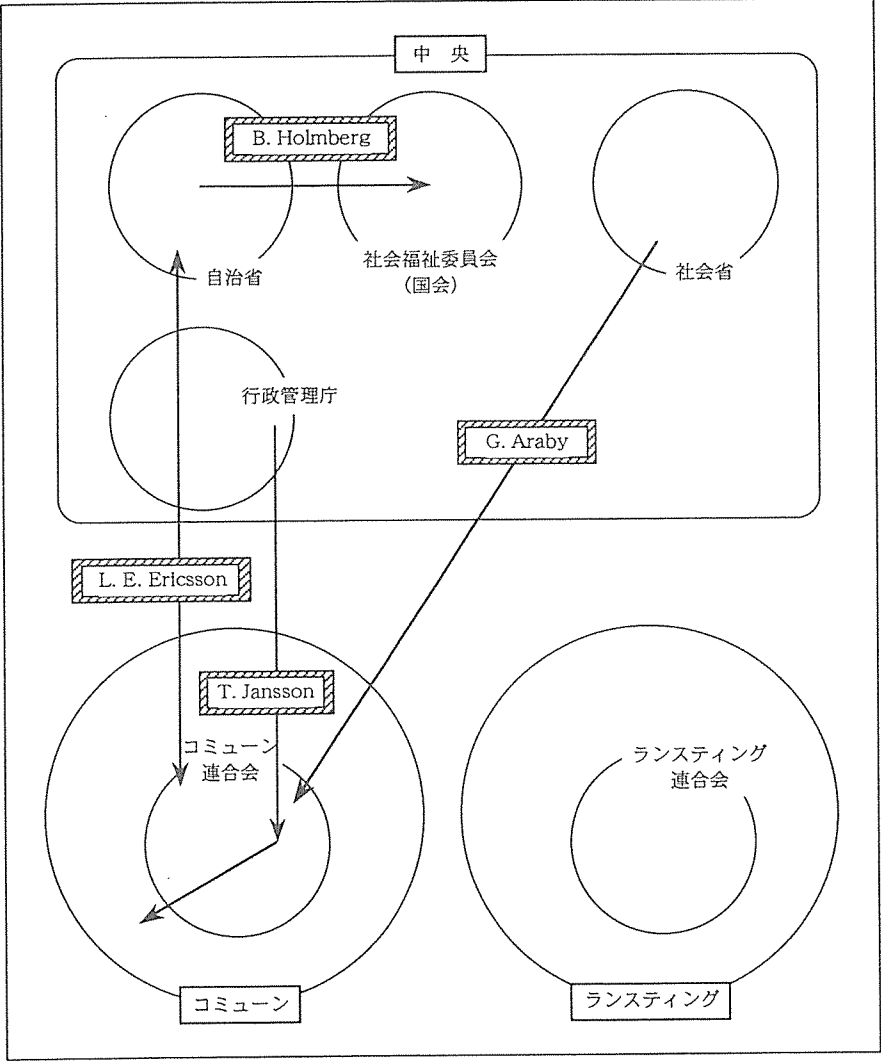 中 央
B. Holmberg
自治省
社会福祉委員会
（国会）
社会省
行政管理庁
G. Araby
L. E. Ericsson
T. Jansson
コミューン
連合会
ランスティング
連合会
コミューン
ランスティング